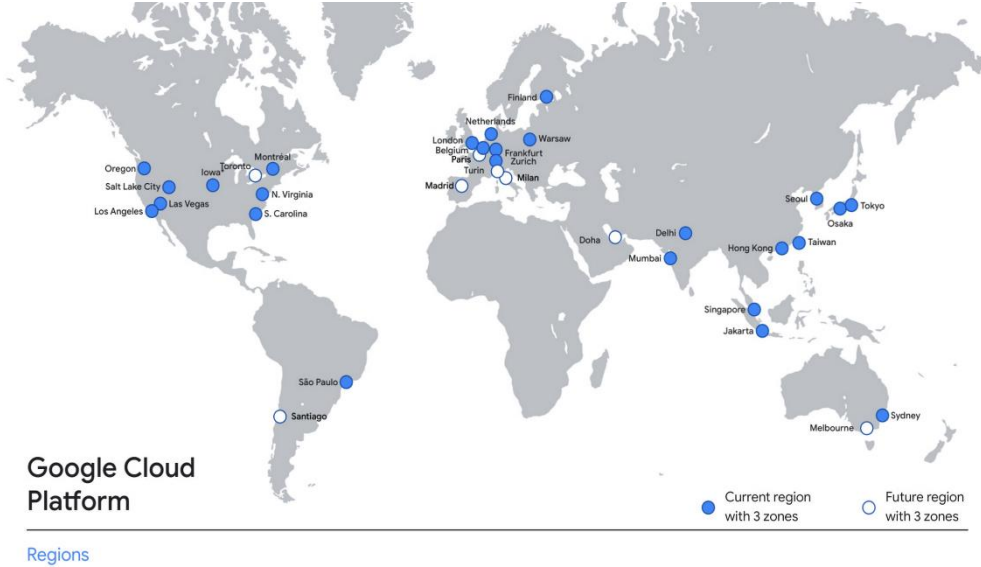 Finland
Netherlands
London
Warsaw
Belgium
Frankfurt
Paris
Zurich
Turin
Milan
Madrid
Oregon
Toronto
Montréal
Iowa*
Salt Lake City
N. Virginia
Las Vegas
Los Angeles
S. Carolina
Seoul
Tokyo
Osaka
Doha
Delhi
Hong Kong
Taiwan
Mumbai
Singapore
Jakarta
São Paulo
Santiago
Sydney
Melbourne
Google Cloud
Platform
Current region
with 3 zones
Future region
with 3 zones
Regions